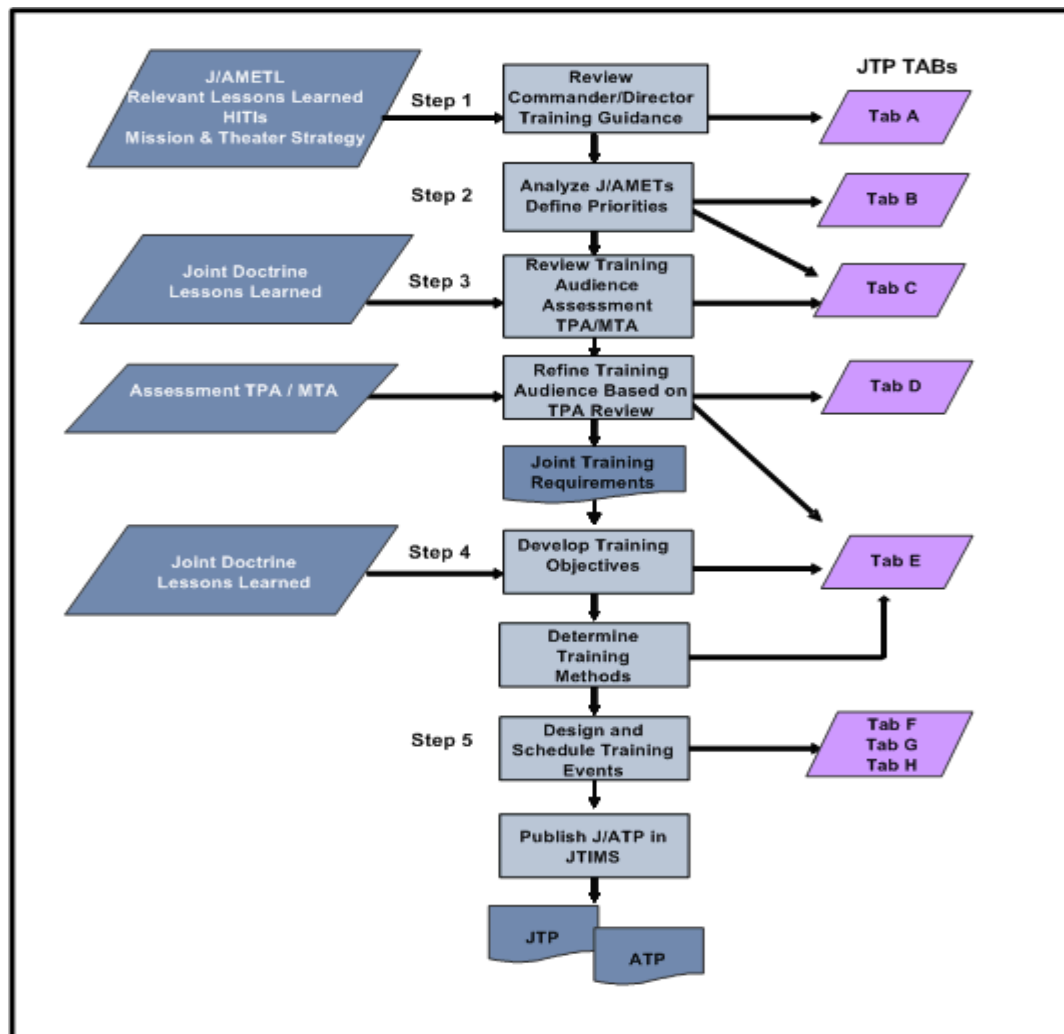 J/AMETL
Relevant Lessons Learned
HITIs
Mission & Theater Strategy
Step 1
Review
Commander/Director
Training Guidance
JTP TABs
Tab A
Step 2
Analyze J/AMETs
Define Priorities
Tab B
Joint Doctrine
Lessons Learned
Step 3
Review Training
Audience
Assessment
TPA/MTA
Tab C
Assessment TPA / MTA
Refine Training
Audience Based on
TPA Review
Tab D
Joint Training
Requirements
Joint Doctrine
Lessons Learned
Step 4
Develop Training
Objectives
Tab E
Determine
Training
Methods
Step 5
Design and
Schedule Training
Events
Tab F
Tab G
Tab H
Publish J/ATP in
JTIMS
JTP
ATP